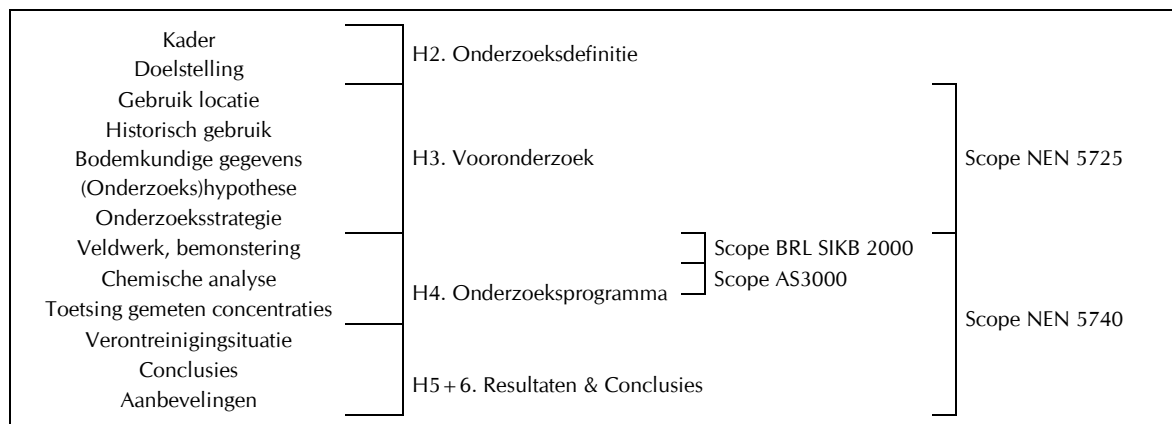 Kader
Doelstelling
H2. Onderzoeksdefinitie
Gebruik locatie
Historisch gebruik
Bodemkundige gegevens
(Onderzoeks)hypothese
Onderzoeksstrategie
H3. Vooronderzoek
Scope NEN 5725
Veldwerk, bemonstering
Chemische analyse
Toetsing gemeten concentraties
H4. Onderzoeksprogramma
Scope BRL SIKB 2000
Scope AS3000
Verontreinigingsituatie
Conclusies
Aanbevelingen
H5+6. Resultaten & Conclusies
Scope NEN 5740